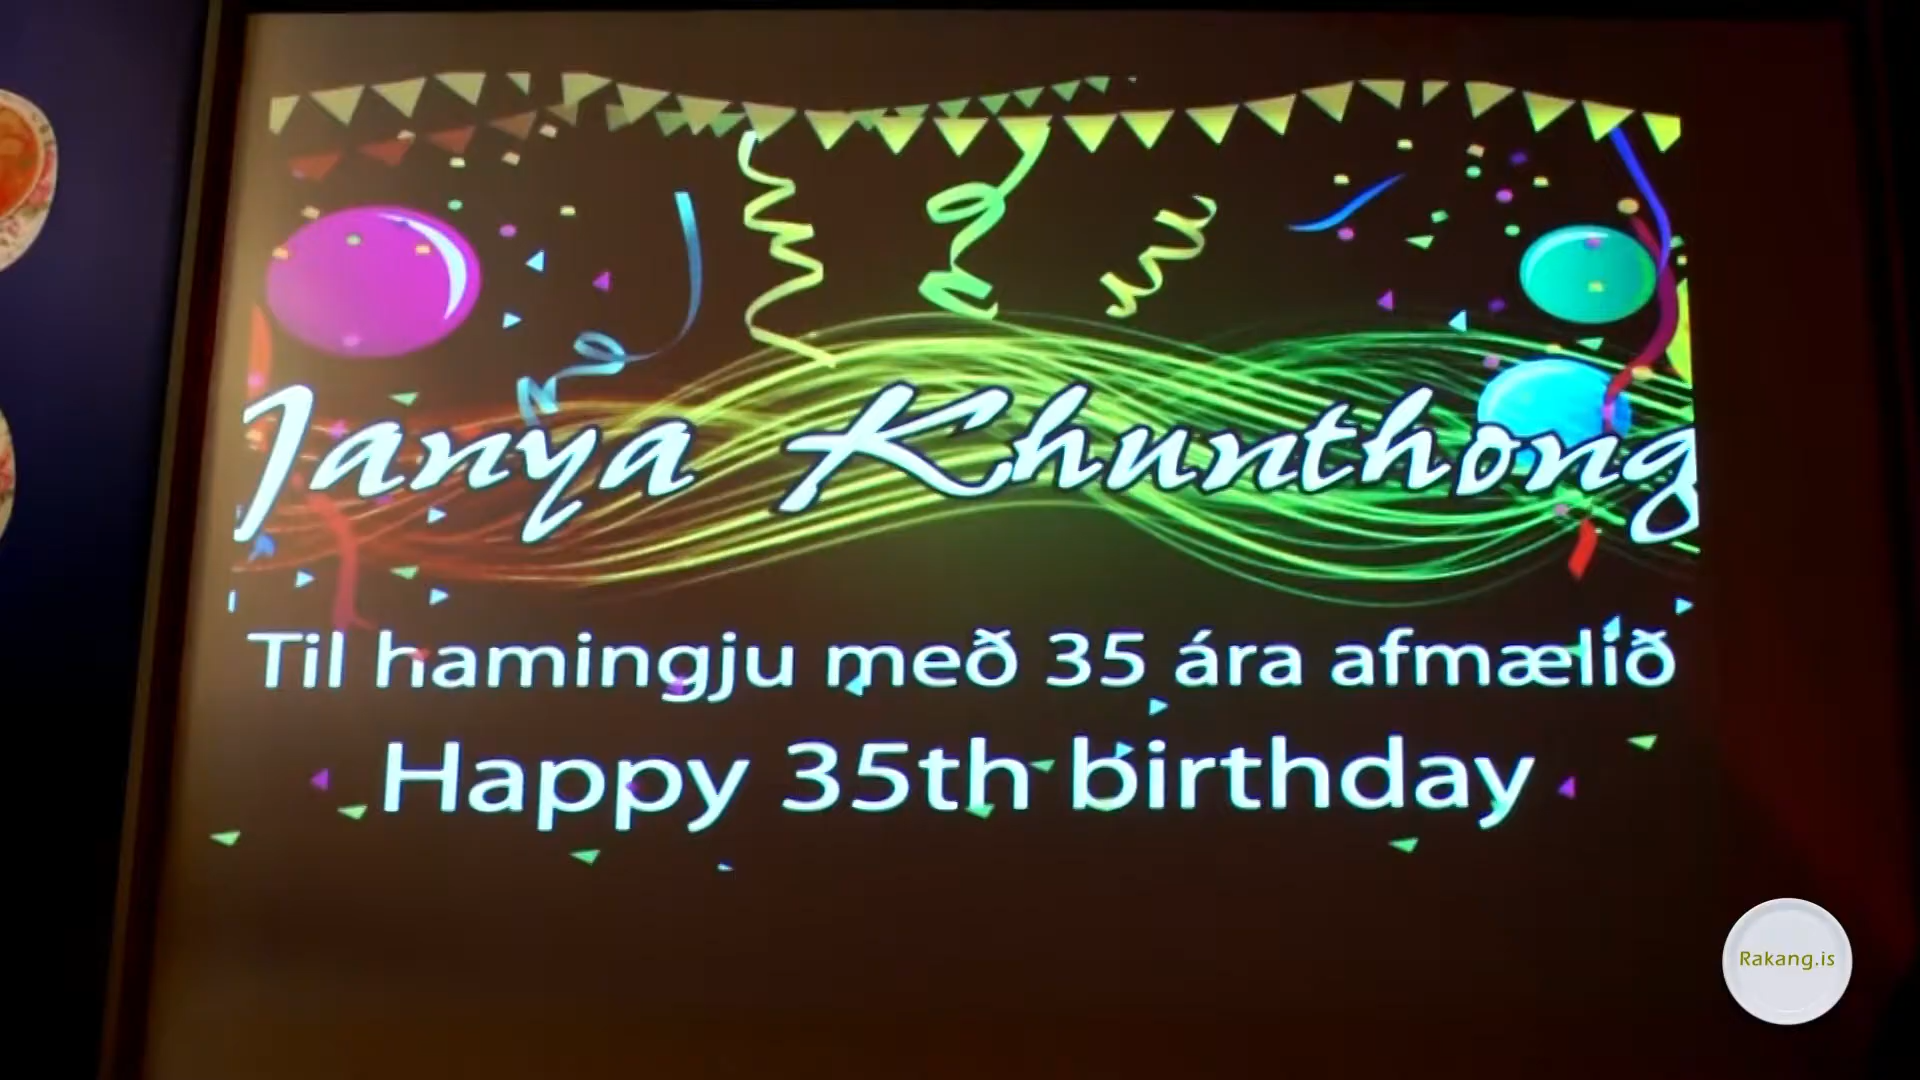 Janya Khunthong
Til hamingju með 35 ára afmælið
Happy 35th birthday
Rakang.is